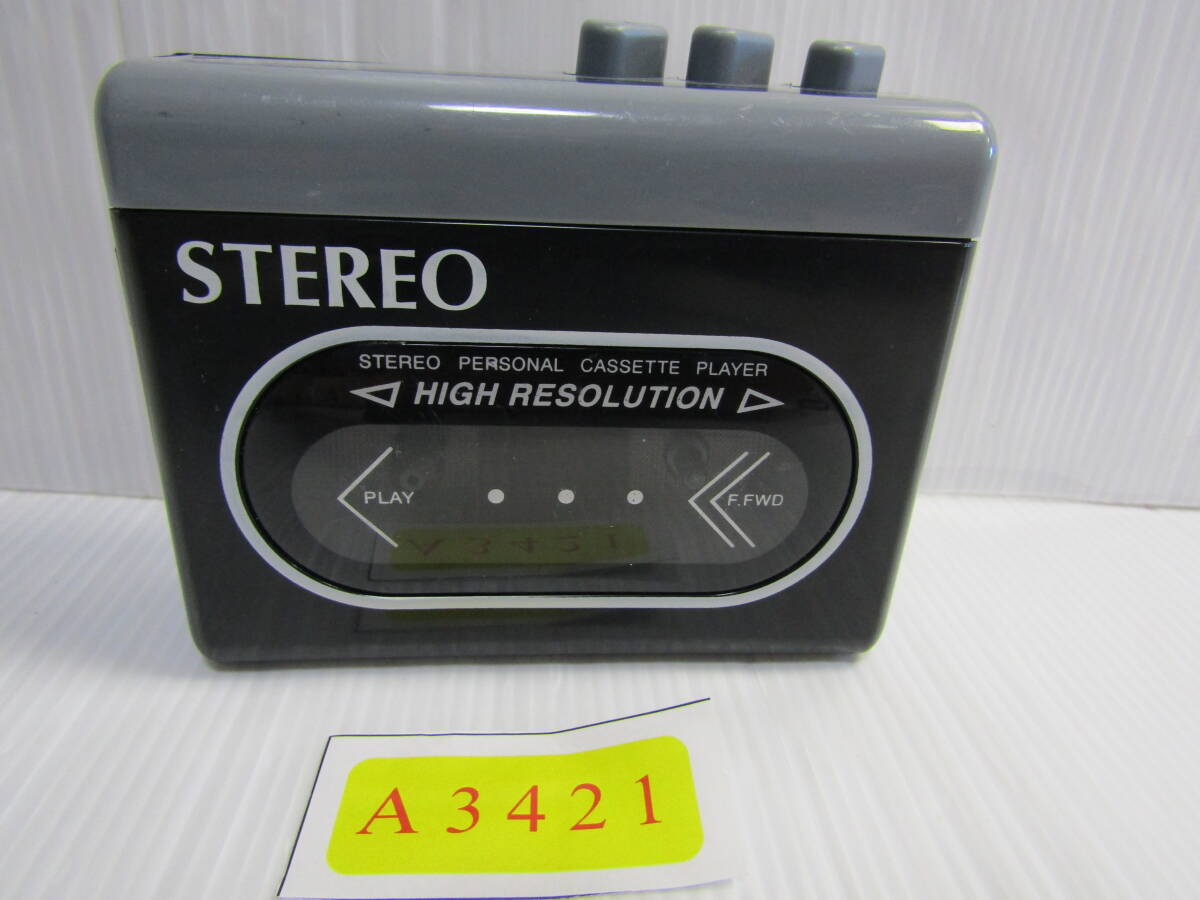 STEREO
STEREO PERSONAL CASSETTE PLAYER
HIGH RESOLUTION
PLAY
F.FWD
A3421